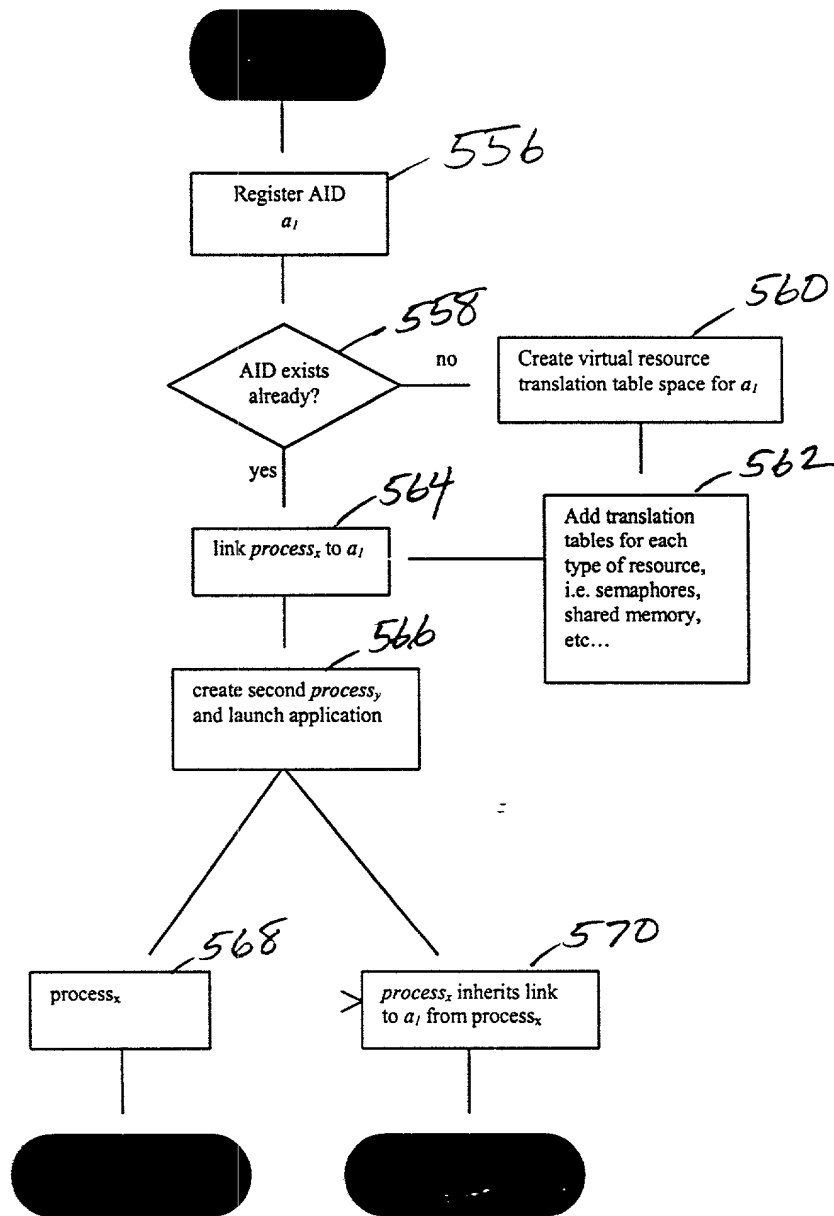 556
Register AID
a1
558
AID exists
already?
no
yes
560
Create virtual resource
translation table space for a1
562
Add translation
tables for each
type of resource,
i.e. semaphores,
shared memory,
etc...
564
link processx to a1
566
create second processy
and launch application
568
processx
570
processx inherits link
to a1 from processx